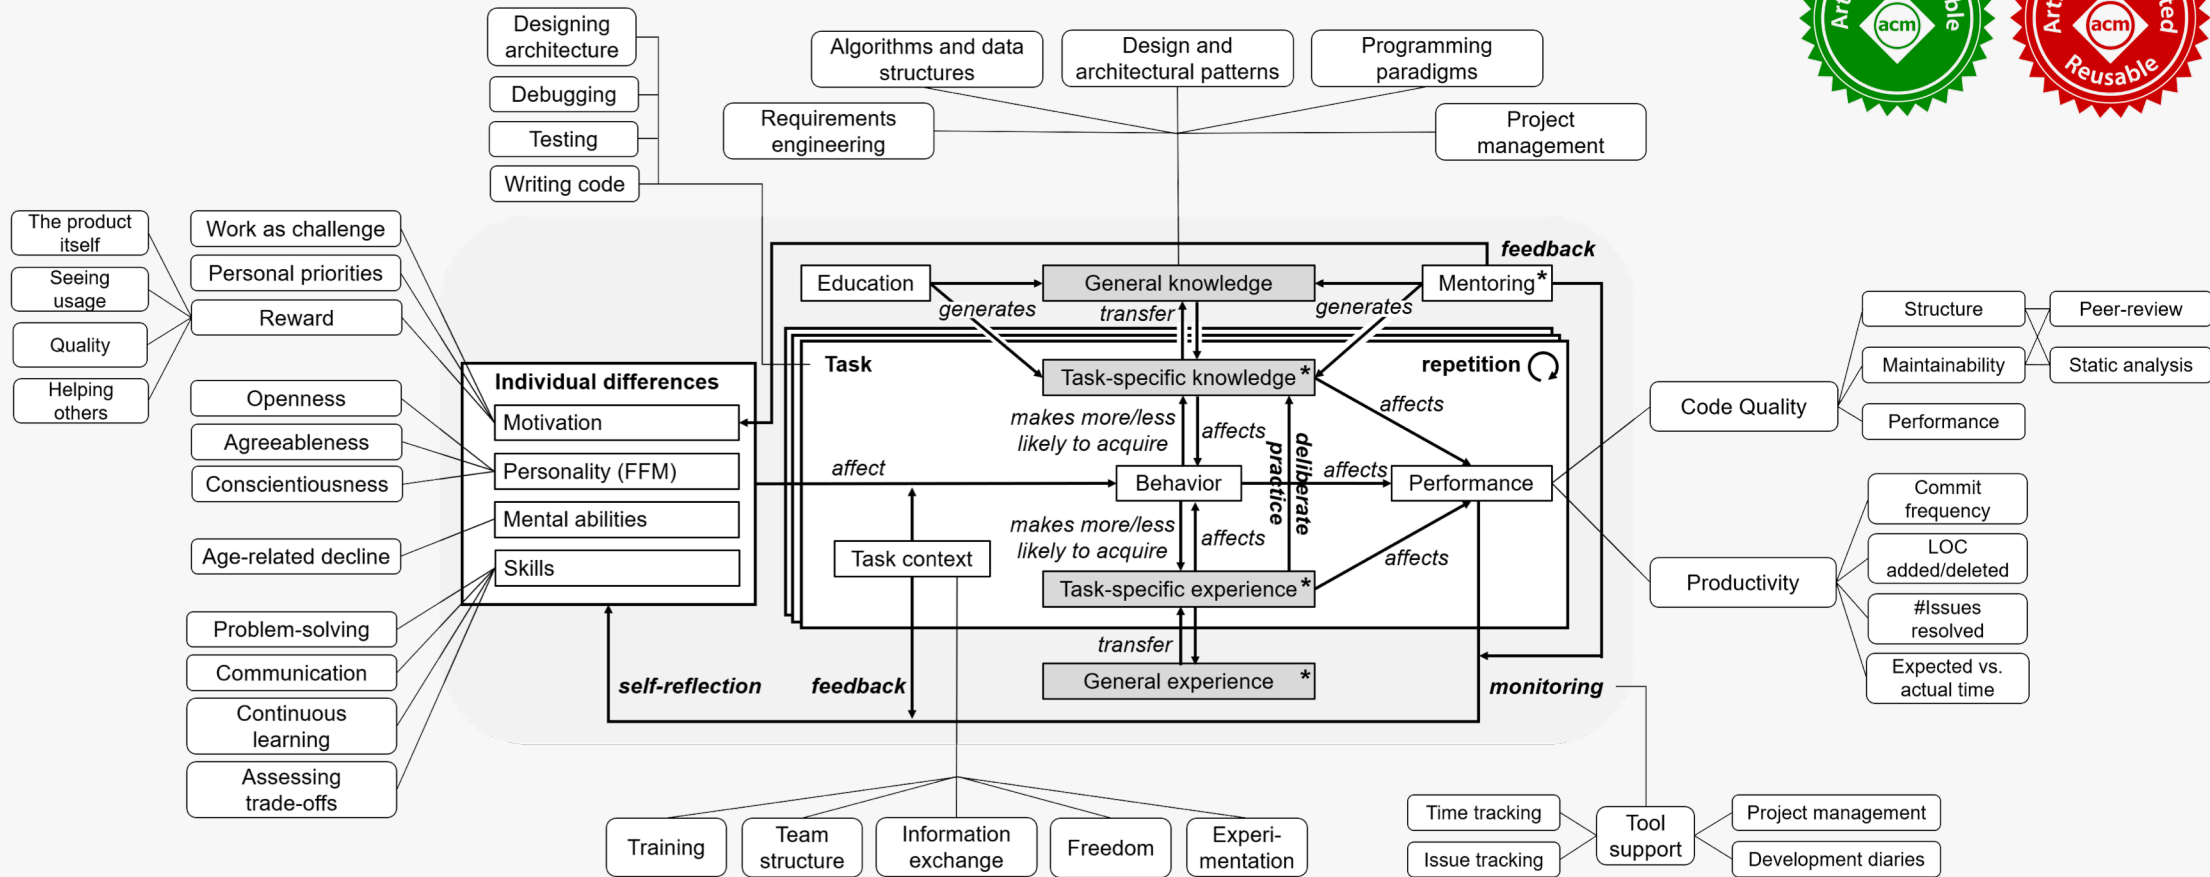 Designing
architecture
Debugging
Testing
Writing code
Algorithms and data
structures
Design and
architectural patterns
Programming
paradigms
Requirements
engineering
Project
management
acm
acm
Reusable
The product
itself
Seeing
usage
Quality
Helping
others
Work as challenge
Personal priorities
Reward
Openness
Agreeableness
Conscientiousness
Age-related decline
Problem-solving
Communication
Continuous
learning
Assessing
trade-offs
Individual differences
Motivation
Personality (FFM)
Mental abilities
Skills
feedback
Education
General knowledge
Mentoring*
generates
transfer
generates
Task
Task-specific knowledge*
repetition
makes more/less
likely to acquire
affects
deliberate
practice
affects
affect
Behavior
affects
Performance
makes more/less
likely to acquire
affects
affects
Task context
Task-specific experience*
transfer
General experience *
self-reflection
feedback
monitoring
Training
Team
structure
Information
exchange
Freedom
Experi-
mentation
Code Quality
Structure
Maintainability
Performance
Peer-review
Static analysis
Productivity
Commit
frequency
LOC
added/deleted
#Issues
resolved
Expected vs.
actual time
Time tracking
Issue tracking
Tool
support
Project management
Development diaries